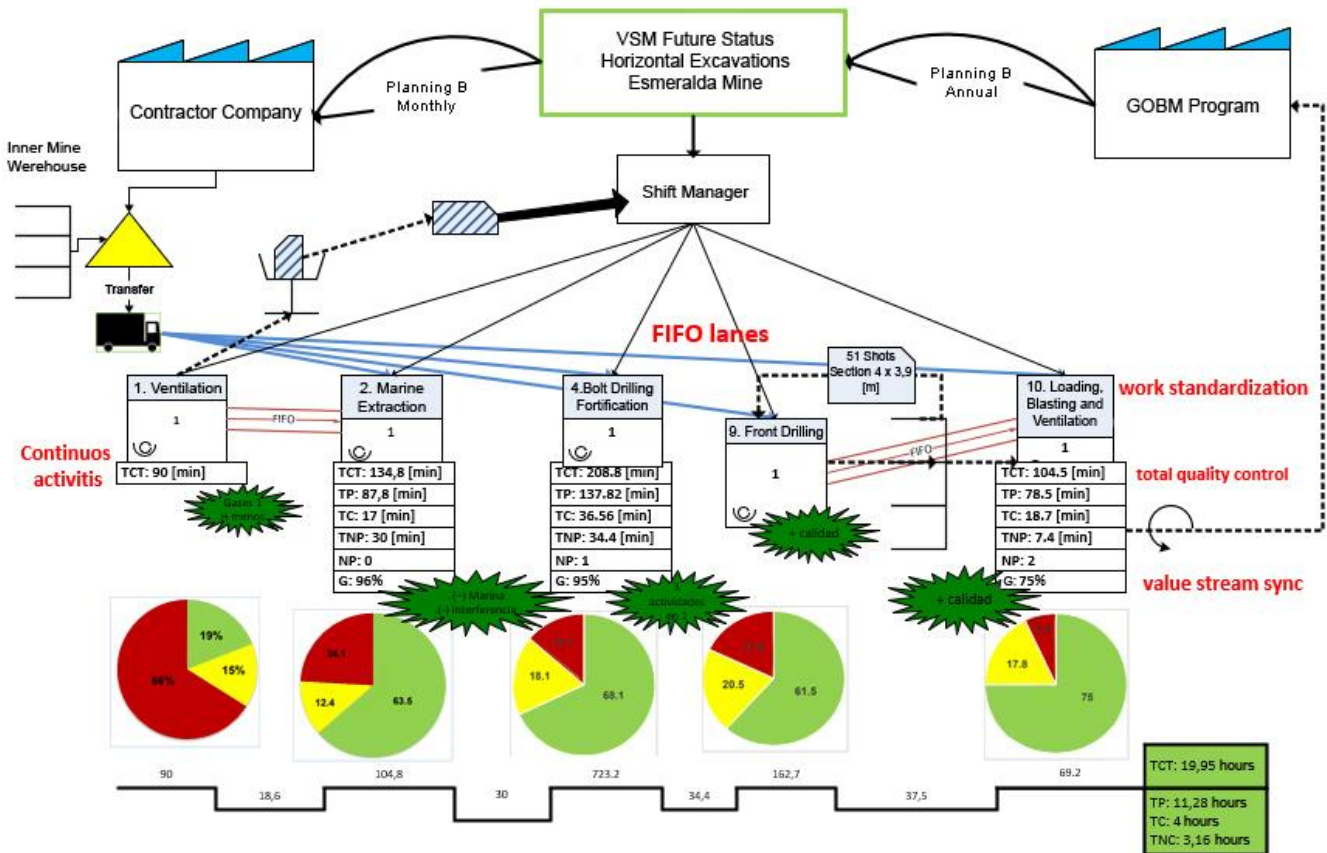 VSM Future Status
Horizontal Excavations
Esmeralda Mine
Planning B
Monthly
Planning B
Annual
Contractor Company
GOBM Program
Inner Mine
Werehouse
Shift Manager
Transfer
FIFO lanes
51 Shots
Section 4 x 3,9
[m]
1. Ventilation
1
2. Marine
Extraction
1
4.Bolt Drilling
Fortification
1
9. Front Drilling
1
10. Loading,
Blasting and
Ventilation
1
FIFO
FIFO
work standardization
Continuos
activitis
total quality control
value stream sync
TCT: 90 [min]
TCT: 134,8 [min]
TP: 87,8 [min]
TC: 17 [min]
TNP: 30 [min]
NP: 0
G: 96%
TCT: 208.8 [min]
TP: 137.82 [min]
TC: 36.56 [min]
TNP: 34.4 [min]
NP: 1
G: 95%
TCT: 104.5 [min]
TP: 78.5 [min]
TC: 18.7 [min]
TNP: 7.4 [min]
NP: 2
G: 75%
Gases 1
H menos
(–) Marina
(-) interferencia
actividades
+ calidad
+ calidad
19%
15%
66%
24.1
12.4
63.5
18.1
68.1
20.5
61.5
17.8
75
90
18,6
104,8
30
723.2
34,4
162,7
37,5
69.2
TCT: 19,95 hours
TP: 11,28 hours
TC: 4 hours
TNC: 3,16 hours